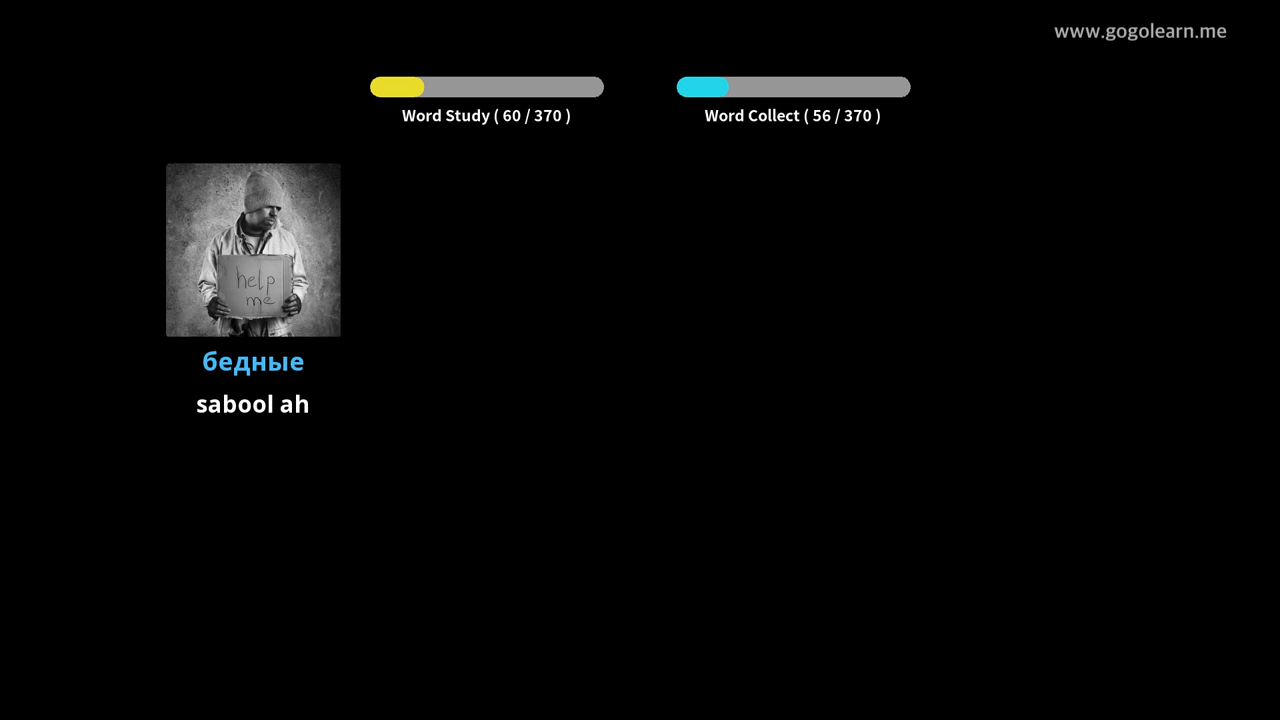 www.gogolearn.me
Word Study ( 60 / 370 )
Word Collect ( 56 / 370 )
help
me
бедные
sabool ah